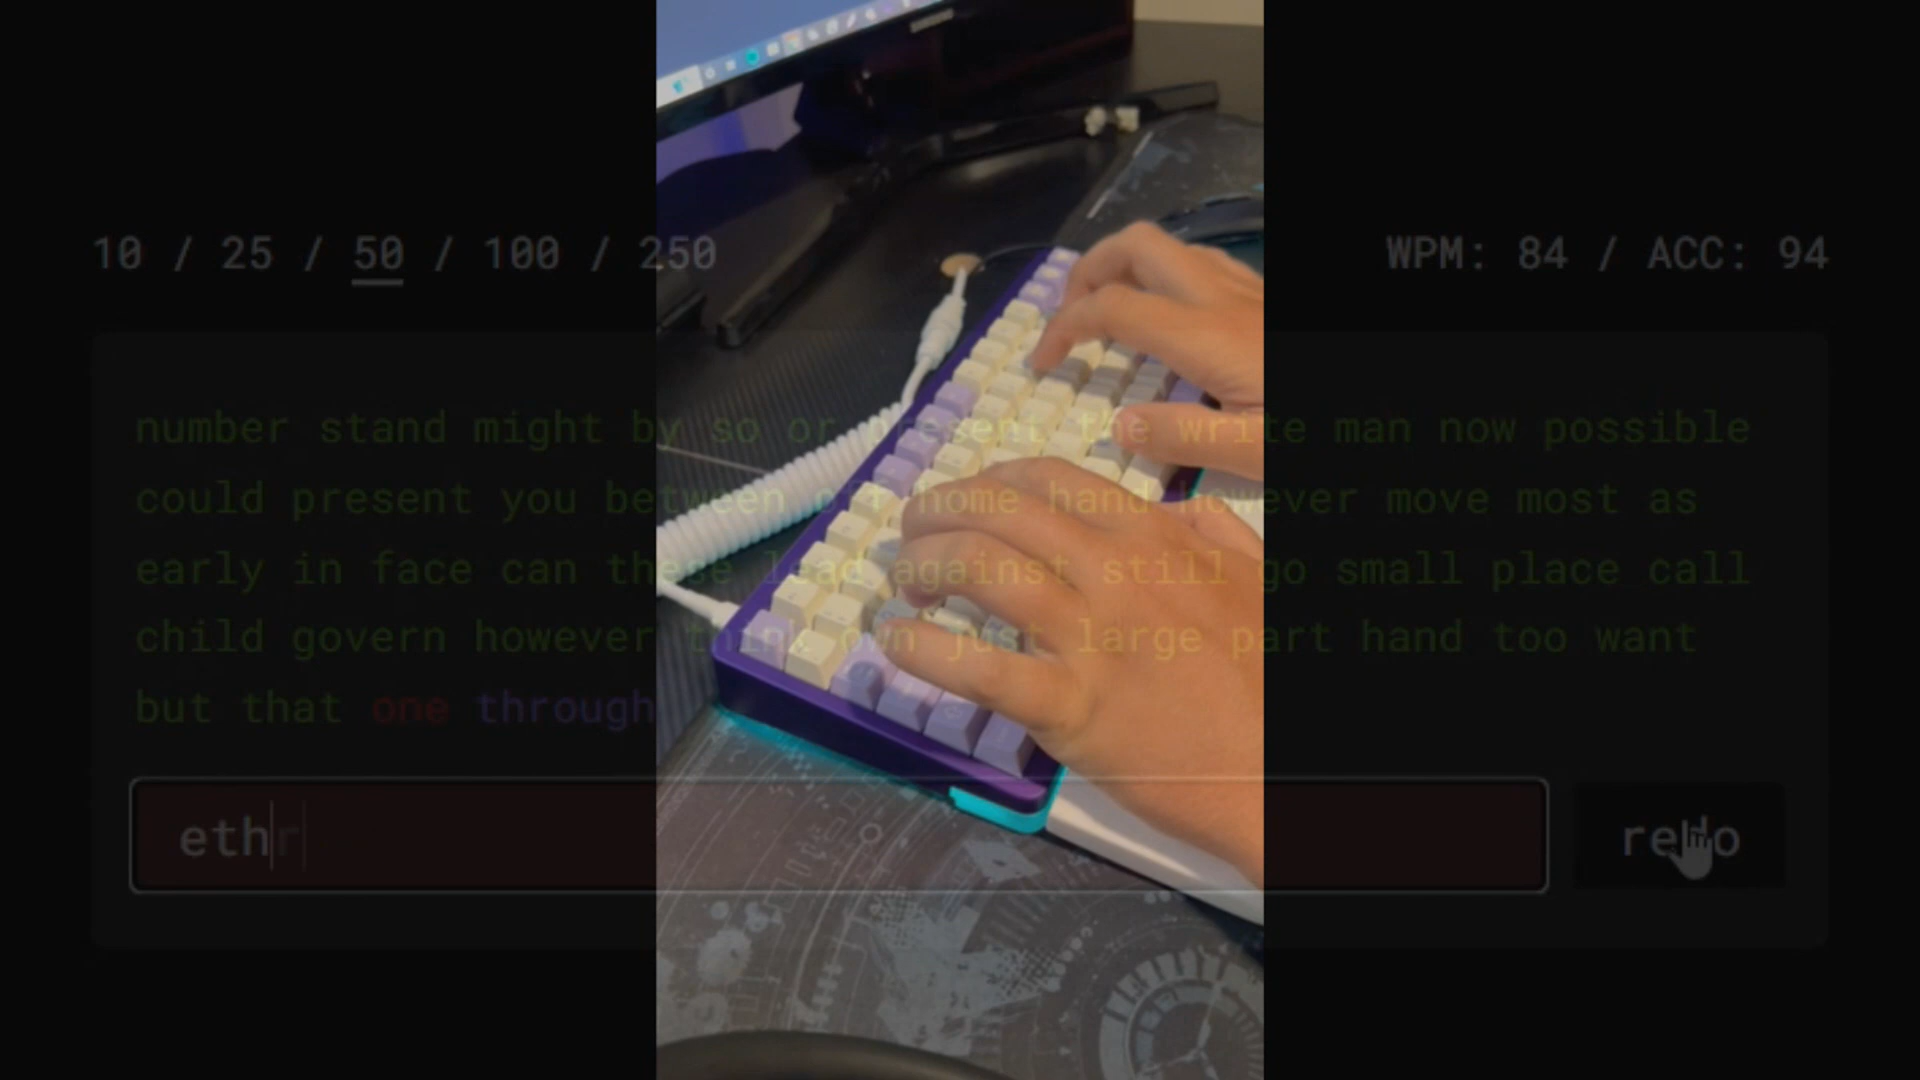 10 / 25 / 50 / 100 / 250
WPM: 84 / ACC: 94
number stand might by so or present the write man now possible
could present you between off home hand however move most as
early in face can these lead against still go small place call
child govern however think own just large part hand too want
but that one through
eth
redo